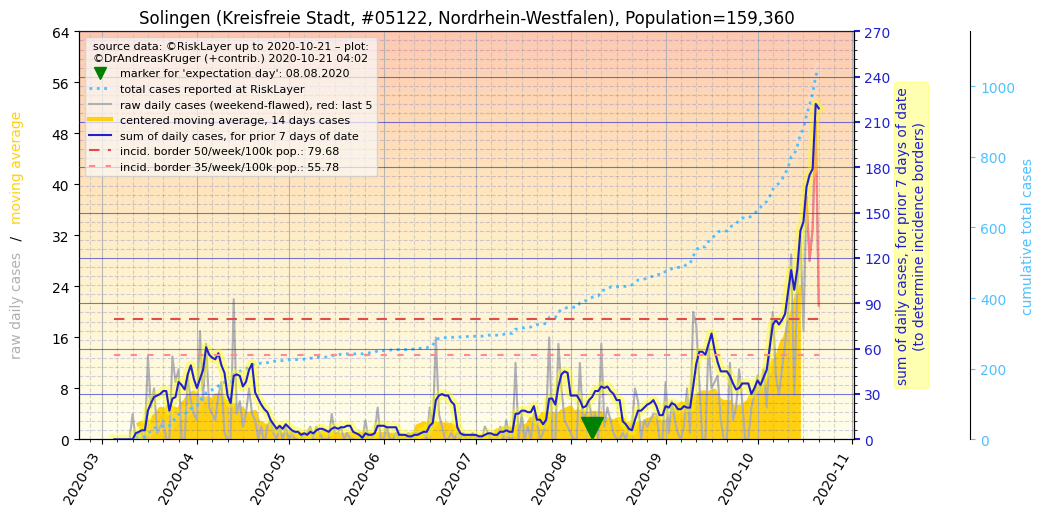 Solingen (Kreisfreie Stadt, #05122, Nordrhein-Westfalen), Population=159,360
source data: ©RiskLayer up to 2020-10-21 – plot:
©DrAndreasKruger (+contrib.) 2020-10-21 04:02
marker for 'expectation day': 08.08.2020
total cases reported at RiskLayer
raw daily cases (weekend-flawed), red: last 5
centered moving average, 14 days cases
sum of daily cases, for prior 7 days of date
incid. border 50/week/100k pop.: 79.68
incid. border 35/week/100k pop.: 55.78
raw daily cases / moving average
64
56
48
40
32
24
16
8
0
2020-03
2020-04
2020-05
2020-06
2020-07
2020-08
2020-09
2020-10
2020-11
270
240
210
180
150
120
90
60
30
0
sum of daily cases, for prior 7 days of date
(to determine incidence borders)
1000
800
600
400
200
0
cumulative total cases